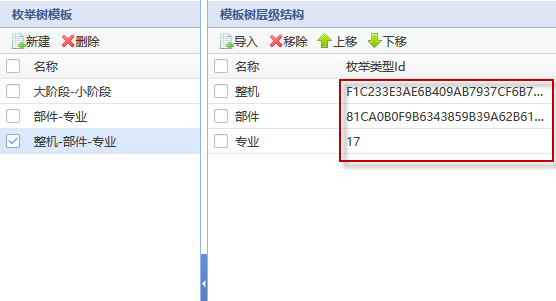 枚举树模板
新建 删除
名称
大阶段-小阶段
部件-专业
整机-部件-专业
模板树层级结构
导入 移除 上移 下移
名称 枚举类型Id
整机 F1C233E3AE6B409AB7937CF6B7...
部件 81CA0B0F9B6343859B39A62B61...
专业 17